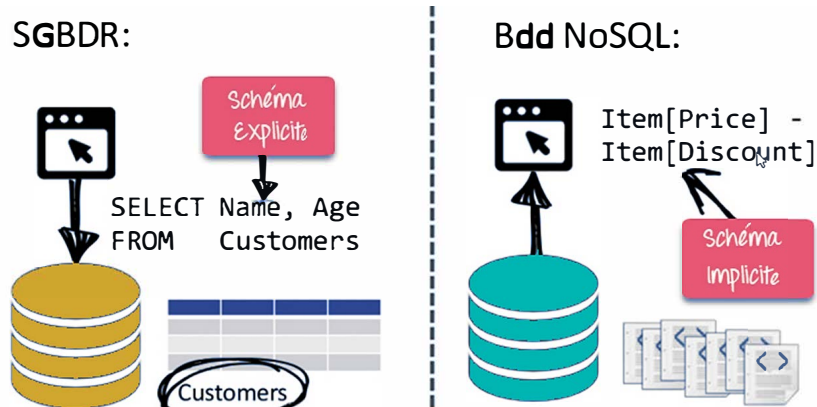 SGBDR:
Schéma
Explicite
SELECT Name, Age
FROM Customers
Customers
Bdd NoSQL:
Item[Price] -
Item[Discount]
Schéma
Implicite